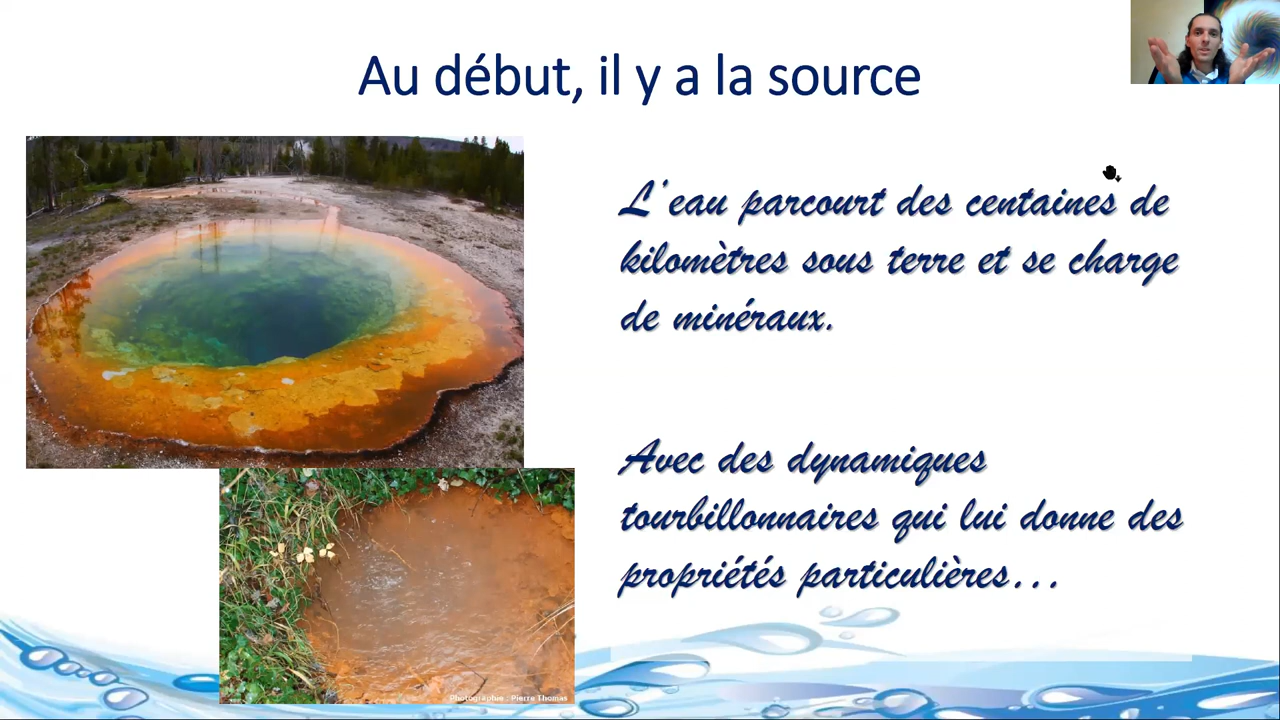 Au début, il y a la source
L'eau parcourt des centaines de
kilomètres sous terre et se charge
de minéraux.
Avec des dynamiques
tourbillonnaires qui lui donne des
propriétés particulières...
Photographie : Pierre Thomas